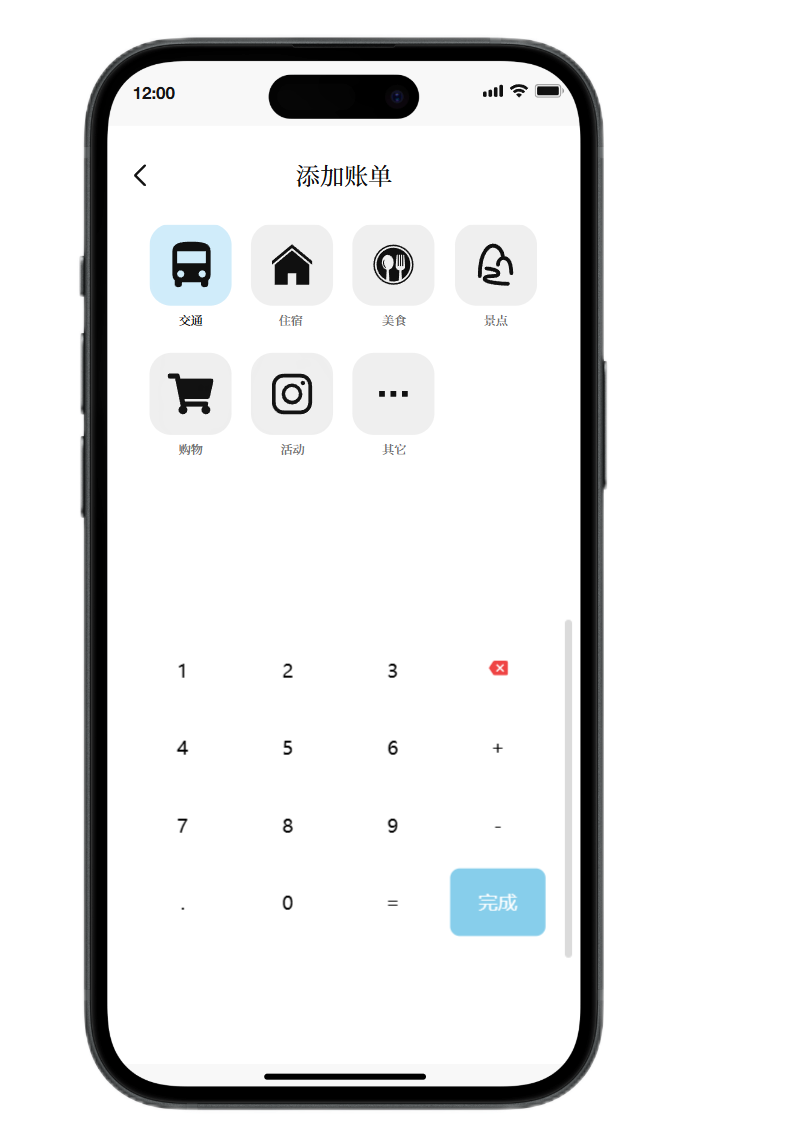 12:00
添加账单
交通
住宿
美食
景点
购物
活动
其它
1 2 3
4 5 6 +
7 8 9 -
. 0 = 完成